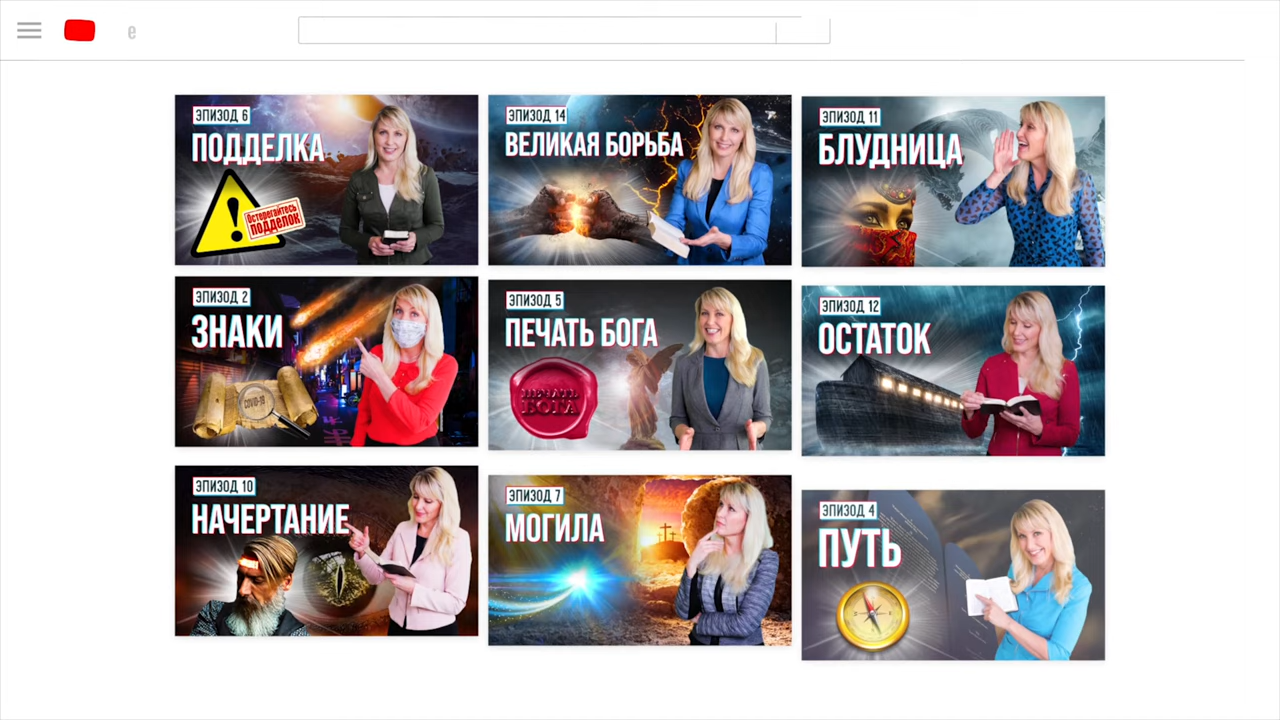 e
ЭПИЗОД 6
ПОДДЕЛКА
Остерегайтесь
ПОДДЕЛОК
ЭПИЗОД 14
ВЕЛИКАЯ БОРЬБА
ЭПИЗОД 11
БЛУДНИЦА
ЭПИЗОД 2
ЗНАКИ
COVID-19
ЭПИЗОД 5
ПЕЧАТЬ БОГА
ПЕЧАТЬ
БОГА
ЭПИЗОД 12
ОСТАТОК
ЭПИЗОД 10
НАЧЕРТАНИЕ
ЭПИЗОД 7
МОГИЛА
ЭПИЗОД 4
ПУТЬ